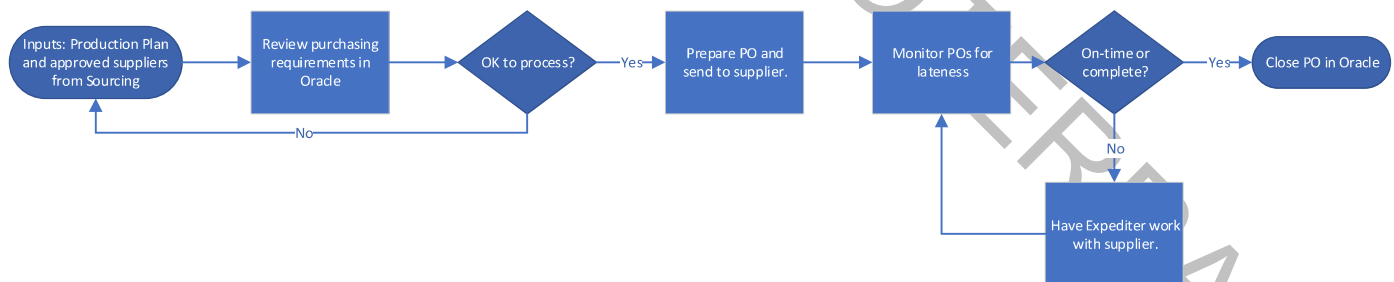 Inputs: Production Plan
and approved suppliers
from Sourcing
Review purchasing
requirements in
Oracle
OK to process?
Yes
Prepare PO and
send to supplier.
Monitor POs for
lateness
On-time or
complete?
Yes
Close PO in Oracle
No
No
Have Expediter work
with supplier.